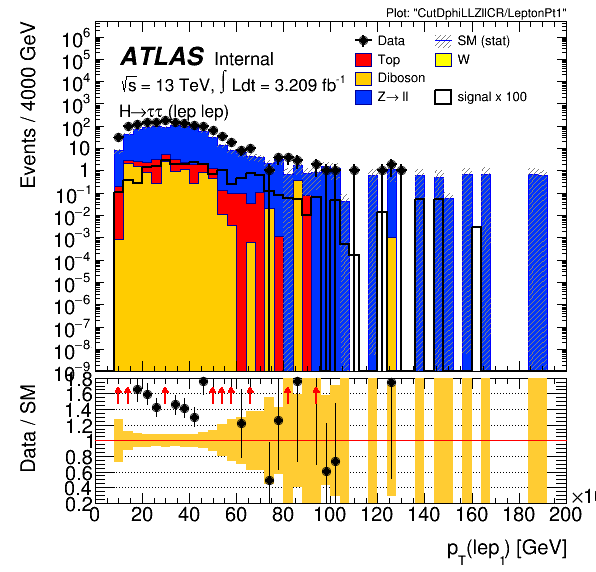 Plot: "CutDphiLLZllCR/LeptonPt1"
Events / 4000 GeV
10⁶
10⁵
10⁴
10³
10²
10
1
10⁻¹
10⁻²
10⁻³
10⁻⁴
10⁻⁵
10⁻⁶
10⁻⁷
10⁻⁸
10⁻⁹
ATLAS Internal
√s = 13 TeV, ∫ Ldt = 3.209 fb⁻¹
H→ττ (lep lep)
Data
SM (stat)
Top
W
Diboson
Z→ ll
signal x 100
Data / SM
1.8
1.6
1.4
1.2
1
0.8
0.6
0.4
0.2
0 20 40 60 80 100 120 140 160 180 200
p_T(lep₁) [GeV]